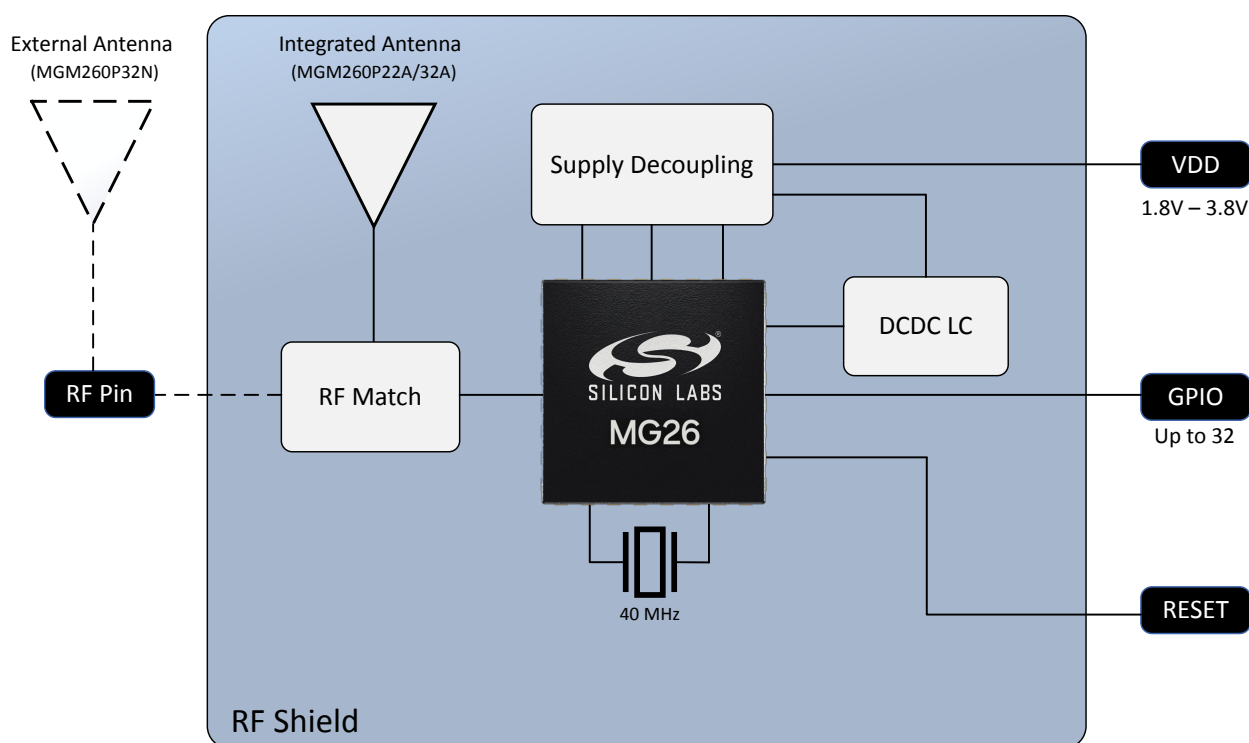 External Antenna
(MGM260P32N)
Integrated Antenna
(MGM260P22A/32A)
Supply Decoupling
VDD
1.8V – 3.8V
DCDC LC
SILICON LABS
®
MG26
RF Pin
RF Match
GPIO
Up to 32
40 MHz
RESET
RF Shield